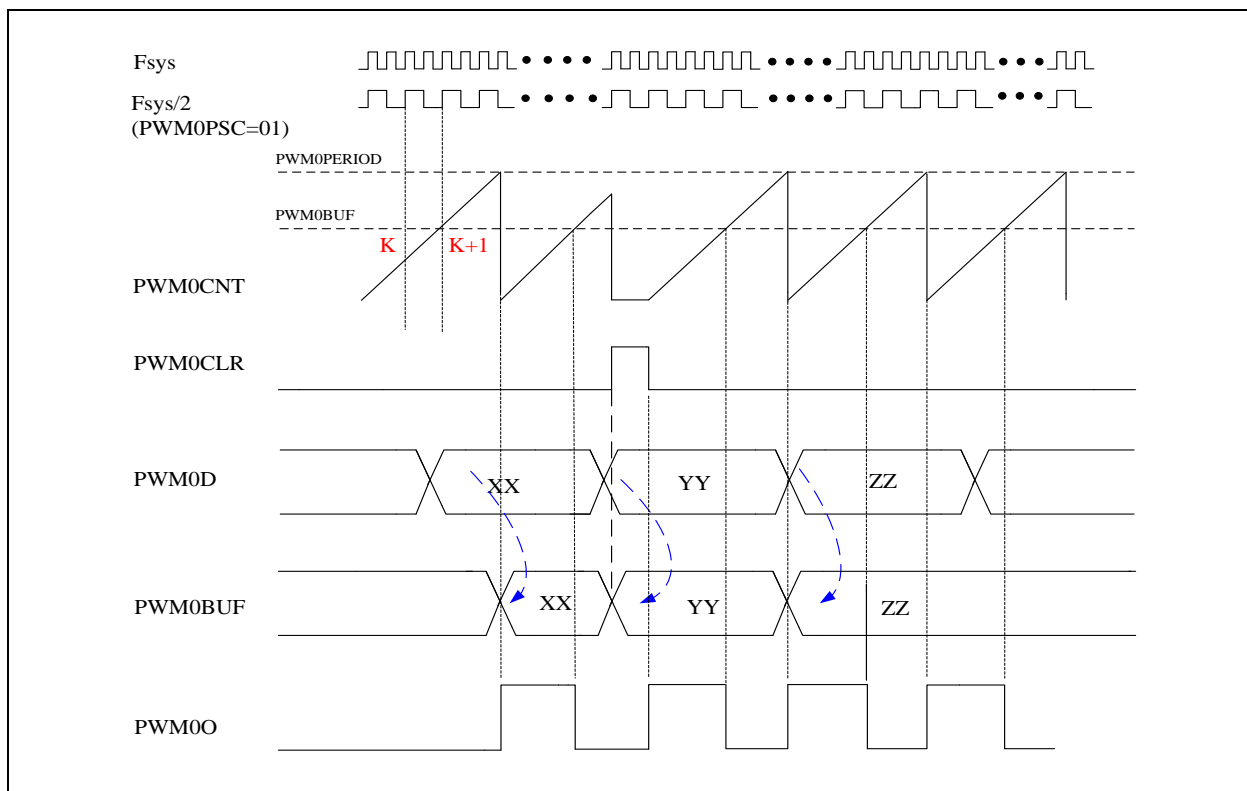 Fsys
Fsys/2
(PWM0PSC=01)
PWM0PERIOD
PWM0BUF
K
K+1
PWM0CNT
PWM0CLR
PWM0D
XX
YY
ZZ
PWM0BUF
XX
YY
ZZ
PWM0O